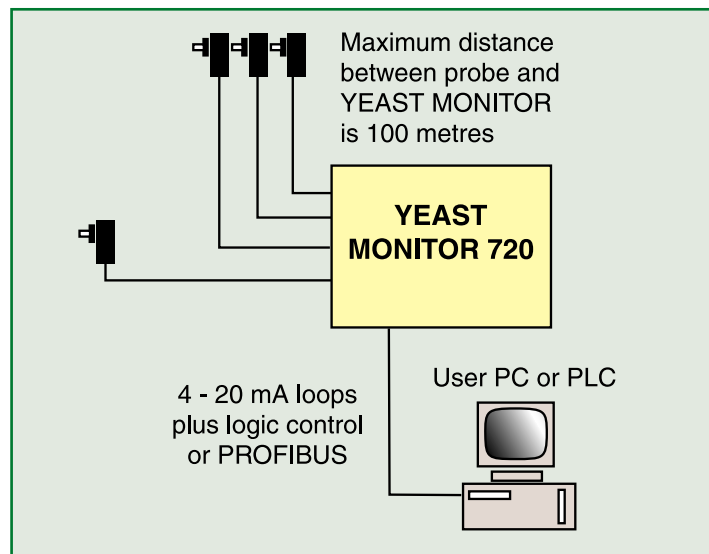 Maximum distance
between probe and
YEAST MONITOR
is 100 metres
YEAST
MONITOR 720
4 - 20 mA loops
plus logic control
or PROFIBUS
User PC or PLC